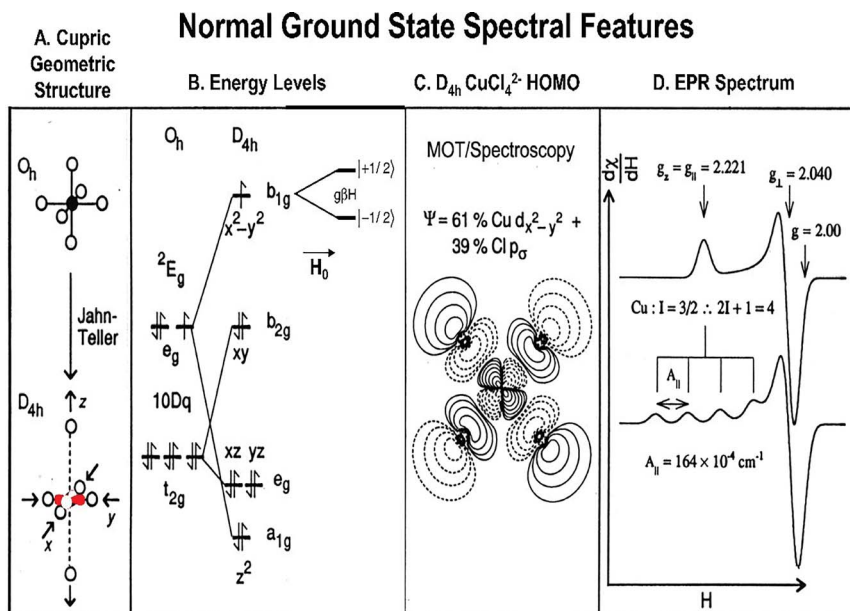 Normal Ground State Spectral Features
A. Cupric
Geometric
Structure
B. Energy Levels
C. D4h CuCl4 2- HOMO
D. EPR Spectrum
Oh
Jahn-
Teller
D4h
z
x
y
Oh
D4h
b1g
x2–y2
|+1/2⟩
gβH
|–1/2⟩
H0
2Eg
eg
b2g
xy
10Dq
t2g
xz yz
eg
a1g
z2
MOT/Spectroscopy
Ψ = 61 % Cu dx2–y2 +
39 % Cl pσ
dχ
dH
gz = g|| = 2.221
g⊥ = 2.040
g = 2.00
Cu : I = 3/2 ∴ 2I + 1 = 4
A||
A|| = 164 × 10-4 cm-1
H